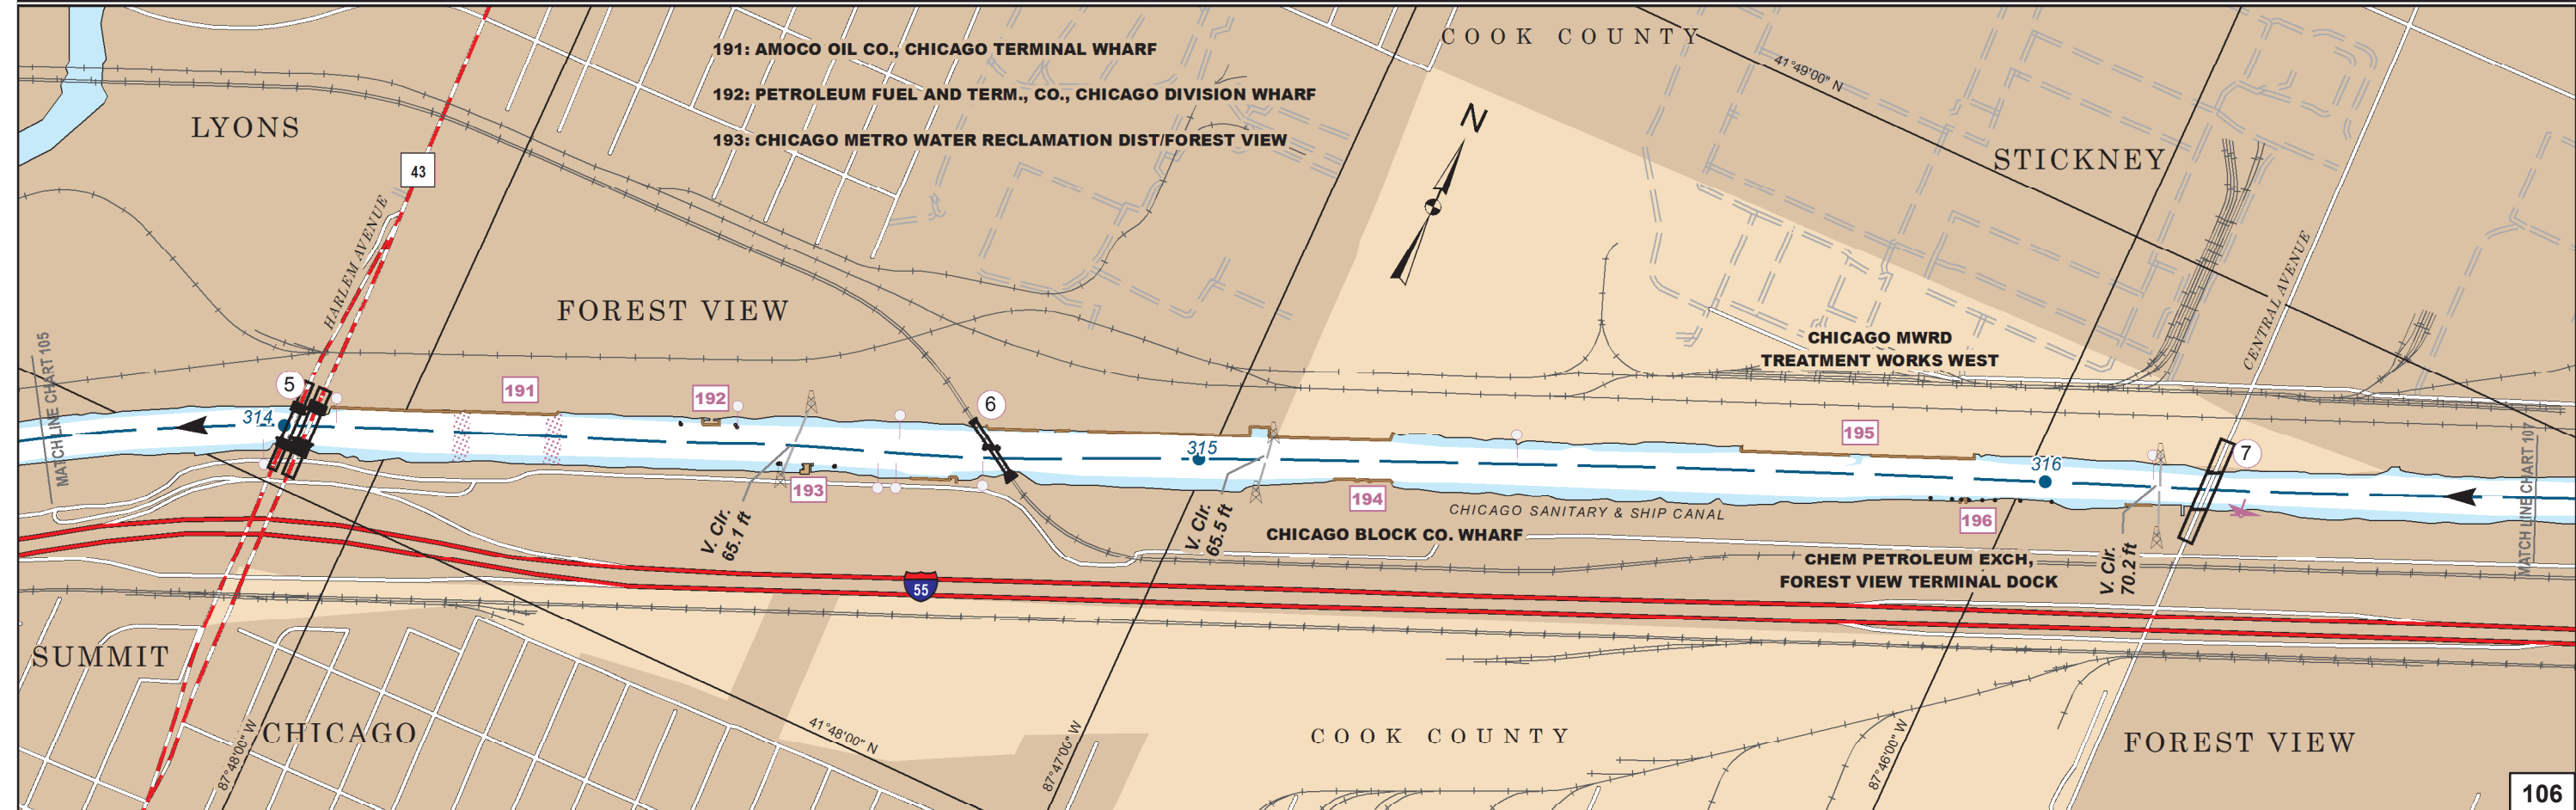 COOK COUNTY
191: AMOCO OIL CO., CHICAGO TERMINAL WHARF
41°49'00" N
192: PETROLEUM FUEL AND TERM., CO., CHICAGO DIVISION WHARF
N
LYONS
193: CHICAGO METRO WATER RECLAMATION DIST/FOREST VIEW
STICKNEY
43
HARLEM AVENUE
CENTRAL AVENUE
FOREST VIEW
CHICAGO MWRD
TREATMENT WORKS WEST
MATCH LINE CHART 105
5
191
192
6
314
315
195
316
7
193
194
196
MATCH LINE CHART 107
CHICAGO SANITARY & SHIP CANAL
V. Clr.
65.1 ft
V. Clr.
65.5 ft
CHICAGO BLOCK CO. WHARF
CHEM PETROLEUM EXCH,
FOREST VIEW TERMINAL DOCK
V. Clr.
70.2 ft
55
SUMMIT
CHICAGO
87°48'00" W
41°48'00" N
87°47'00" W
COOK COUNTY
87°46'00" W
FOREST VIEW
106